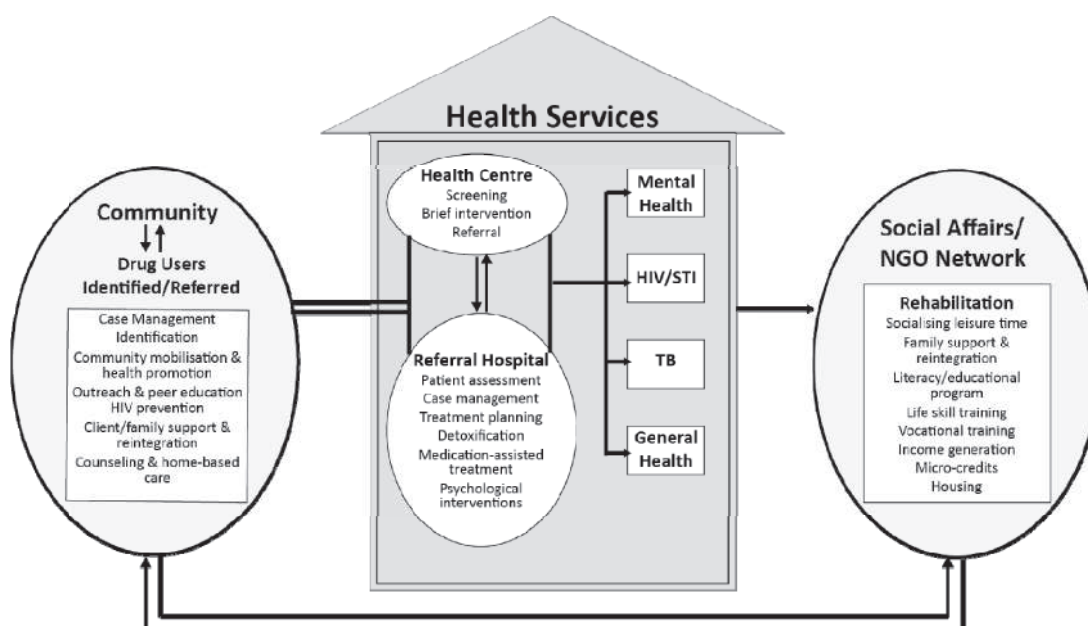 Health Services
Community
Drug Users
Identified/Referred
Case Management
Identification
Community mobilisation &
health promotion
Outreach & peer education
HIV prevention
Client/family support &
reintegration
Counseling & home-based
care
Health Centre
Screening
Brief intervention
Referral
Referral Hospital
Patient assessment
Case management
Treatment planning
Detoxification
Medication-assisted
treatment
Psychological
interventions
Mental
Health
HIV/STI
TB
General
Health
Social Affairs/
NGO Network
Rehabilitation
Socialising leisure time
Family support &
reintegration
Literacy/educational
program
Life skill training
Vocational training
Income generation
Micro-credits
Housing